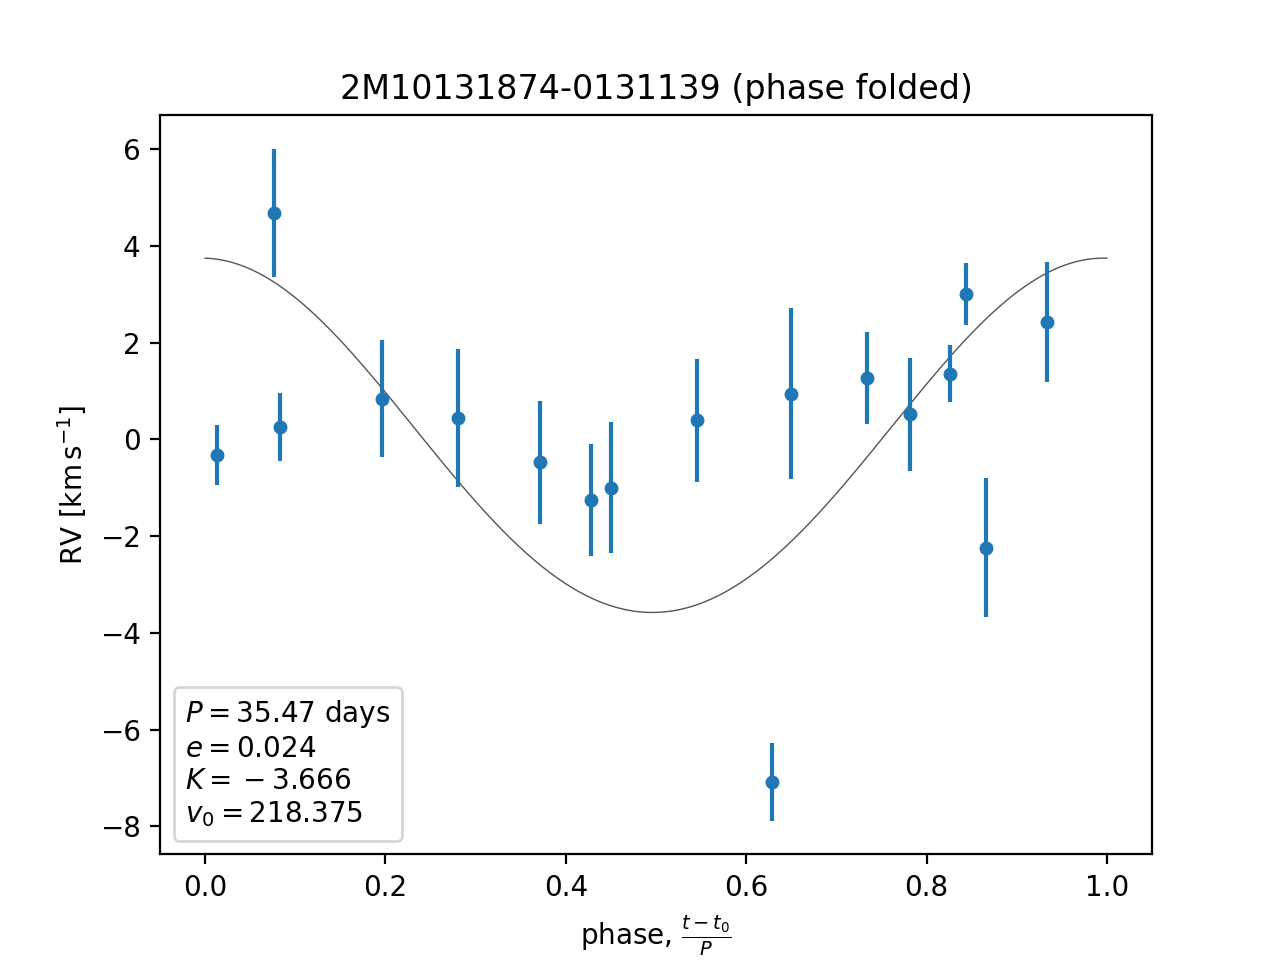 2M10131874-0131139 (phase folded)
6
4
2
0
−2
−4
−6
−8
RV [km s⁻¹]
P = 35.47 days
e = 0.024
K = − 3.666
v₀ = 218.375
0.0 0.2 0.4 0.6 0.8 1.0
phase, (t − t₀)/P